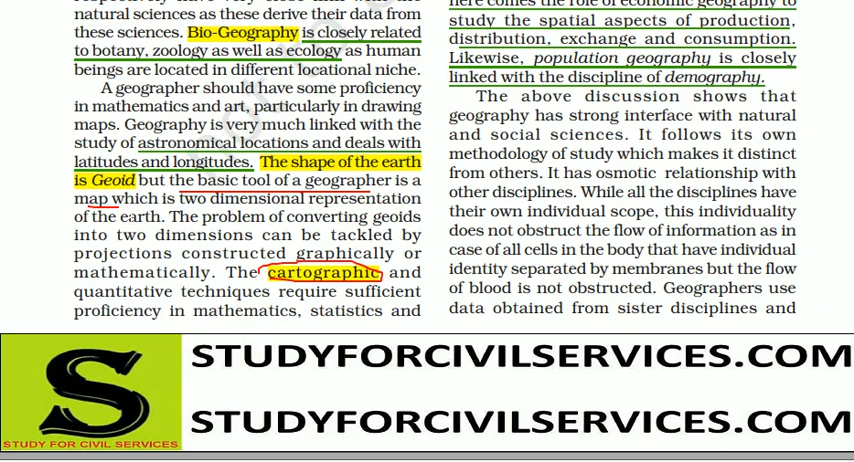 natural sciences as these derive their data from
these sciences. Bio-Geography is closely related
to botany, zoology as well as ecology as human
beings are located in different locational niche.
A geographer should have some proficiency
in mathematics and art, particularly in drawing
maps. Geography is very much linked with the
study of astronomical locations and deals with
latitudes and longitudes. The shape of the earth
is Geoid but the basic tool of a geographer is a
map which is two dimensional representation
of the earth. The problem of converting geoids
into two dimensions can be tackled by
projections constructed graphically or
mathematically. The cartographic and
quantitative techniques require sufficient
proficiency in mathematics, statistics and
here comes the role of economic geography to
study the spatial aspects of production,
distribution, exchange and consumption.
Likewise, population geography is closely
linked with the discipline of demography.
The above discussion shows that
geography has strong interface with natural
and social sciences. It follows its own
methodology of study which makes it distinct
from others. It has osmotic relationship with
other disciplines. While all the disciplines have
their own individual scope, this individuality
does not obstruct the flow of information as in
case of all cells in the body that have individual
identity separated by membranes but the flow
of blood is not obstructed. Geographers use
data obtained from sister disciplines and
S
STUDY FOR CIVIL SERVICES
STUDYFORCIVILSERVICES.COM
STUDYFORCIVILSERVICES.COM